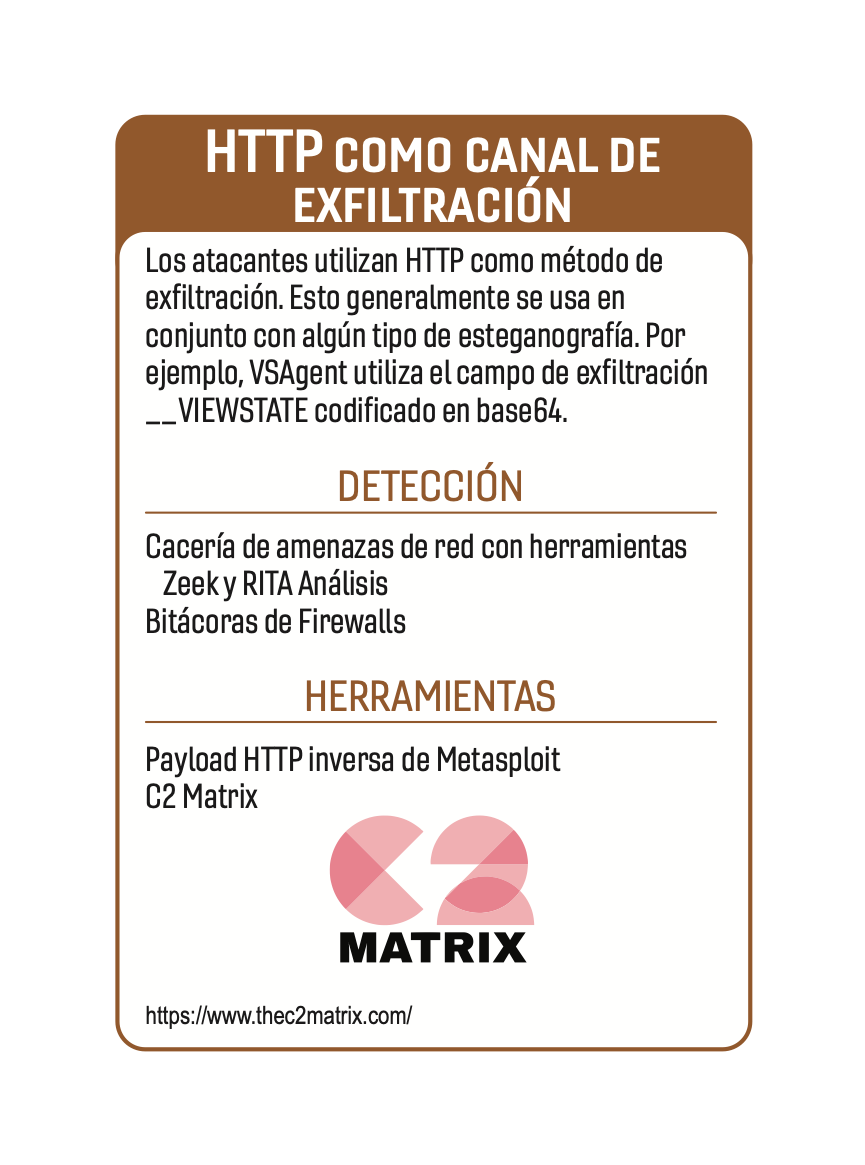 HTTP COMO CANAL DE
EXFILTRACIÓN
Los atacantes utilizan HTTP como método de
exfiltración. Esto generalmente se usa en
conjunto con algún tipo de esteganografía. Por
ejemplo, VSAgent utiliza el campo de exfiltración
__VIEWSTATE codificado en base64.
DETECCIÓN
Cacería de amenazas de red con herramientas
Zeek y RITA Análisis
Bitácoras de Firewalls
HERRAMIENTAS
Payload HTTP inversa de Metasploit
C2 Matrix
C2
MATRIX
https://www.thec2matrix.com/